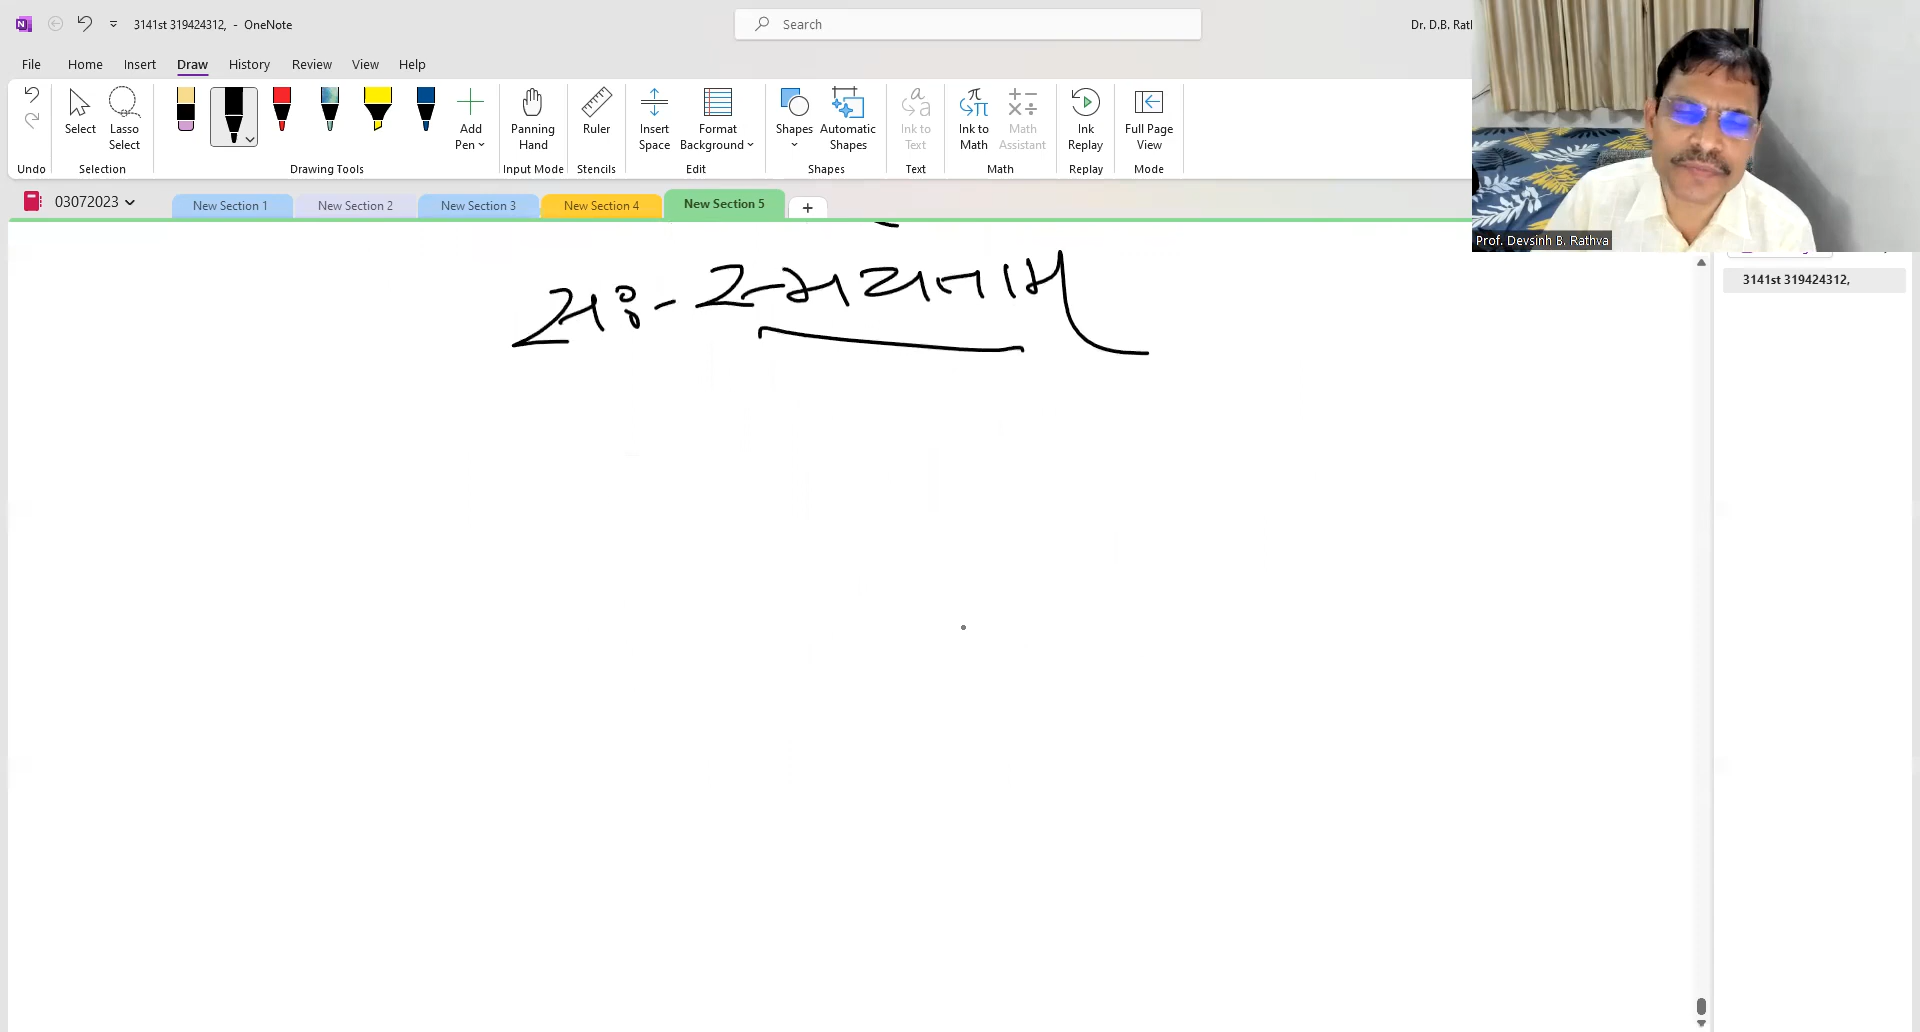 3141st 319424312, - OneNote
Search
Dr. D.B. Rath
File Home Insert Draw History Review View Help
Select
Lasso Select
Add Pen
Panning Hand
Ruler
Insert Space
Format Background
Shapes
Automatic Shapes
Ink to Text
Ink to Math
Math Assistant
Ink Replay
Full Page View
Undo Selection Drawing Tools Input Mode Stencils Edit Shapes Text Math Replay Mode
03072023 New Section 1 New Section 2 New Section 3 New Section 4 New Section 5
Prof. Devsinh B. Rathva
3141st 319424312,